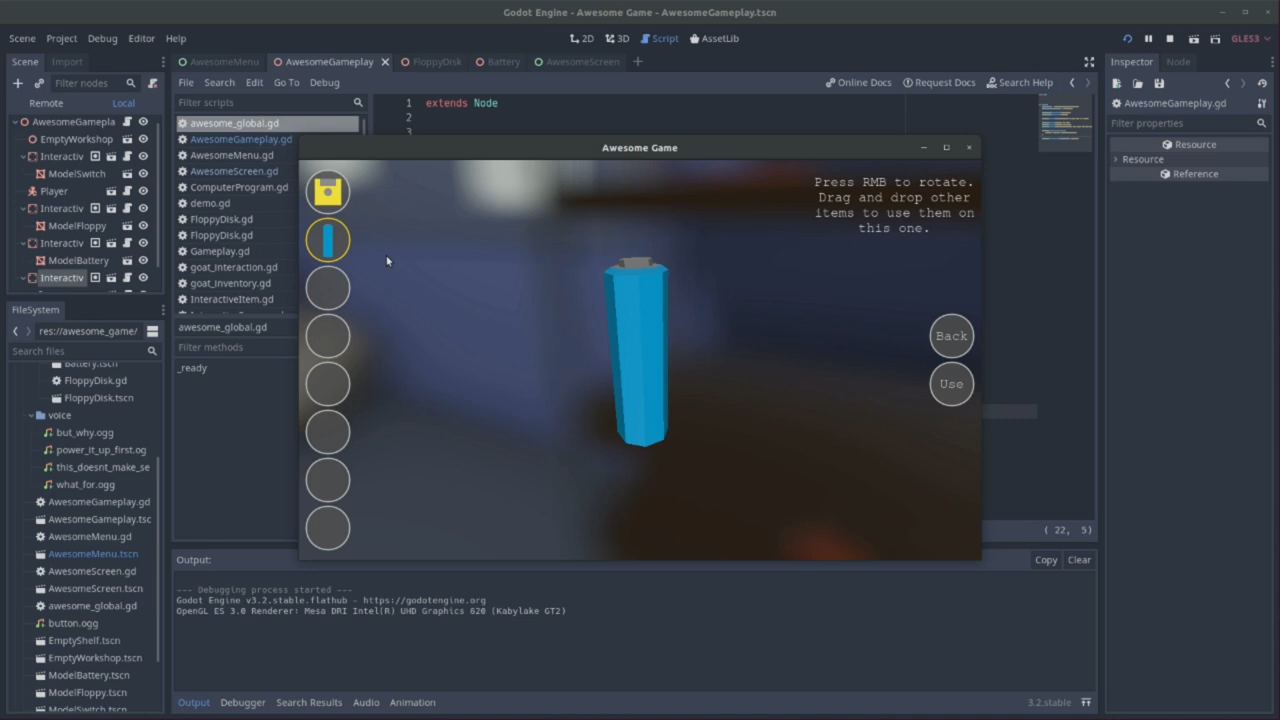 Godot Engine - Awesome Game - AwesomeGameplay.tscn
Scene Project Debug Editor Help
2D 3D Script AssetLib
GLES3
Scene Import
AwesomeMenu AwesomeGameplay FloppyDisk Battery AwesomeScreen
Inspector Node
Filter nodes
File Search Edit Go To Debug
Online Docs Request Docs Search Help
Remote Local
Filter scripts
1 extends Node
2
3
AwesomeGameplay.gd
Filter properties
Resource
Resource
Reference
AwesomeGamepla
EmptyWorkshop
Interactiv
ModelSwitch
Player
Interactiv
ModelFloppy
Interactiv
ModelBattery
Interactiv
awesome_global.gd
AwesomeGameplay.gd
AwesomeMenu.gd
AwesomeScreen.gd
ComputerProgram.gd
demo.gd
FloppyDisk.gd
FloppyDisk.gd
Gameplay.gd
goat_Interaction.gd
goat_Inventory.gd
InteractiveItem.gd
awesome_global.gd
Filter methods
_ready
Awesome Game
Press RMB to rotate.
Drag and drop other
items to use them on
this one.
Back
Use
( 22, 5)
FileSystem
res://awesome_game/
Search files
Battery.tscn
FloppyDisk.gd
FloppyDisk.tscn
voice
but_why.ogg
power_it_up_first.og
this_doesnt_make_se
what_for.ogg
AwesomeGameplay.gd
AwesomeGameplay.tsc
AwesomeMenu.gd
AwesomeMenu.tscn
AwesomeScreen.gd
AwesomeScreen.tscn
awesome_global.gd
button.ogg
EmptyShelf.tscn
EmptyWorkshop.tscn
ModelBattery.tscn
ModelFloppy.tscn
ModelSwitch.tscn
Output:
Copy Clear
--- Debugging process started ---
Godot Engine v3.2.stable.flathub - https://godotengine.org
OpenGL ES 3.0 Renderer: Mesa DRI Intel(R) UHD Graphics 620 (Kabylake GT2)
Output Debugger Search Results Audio Animation
3.2.stable